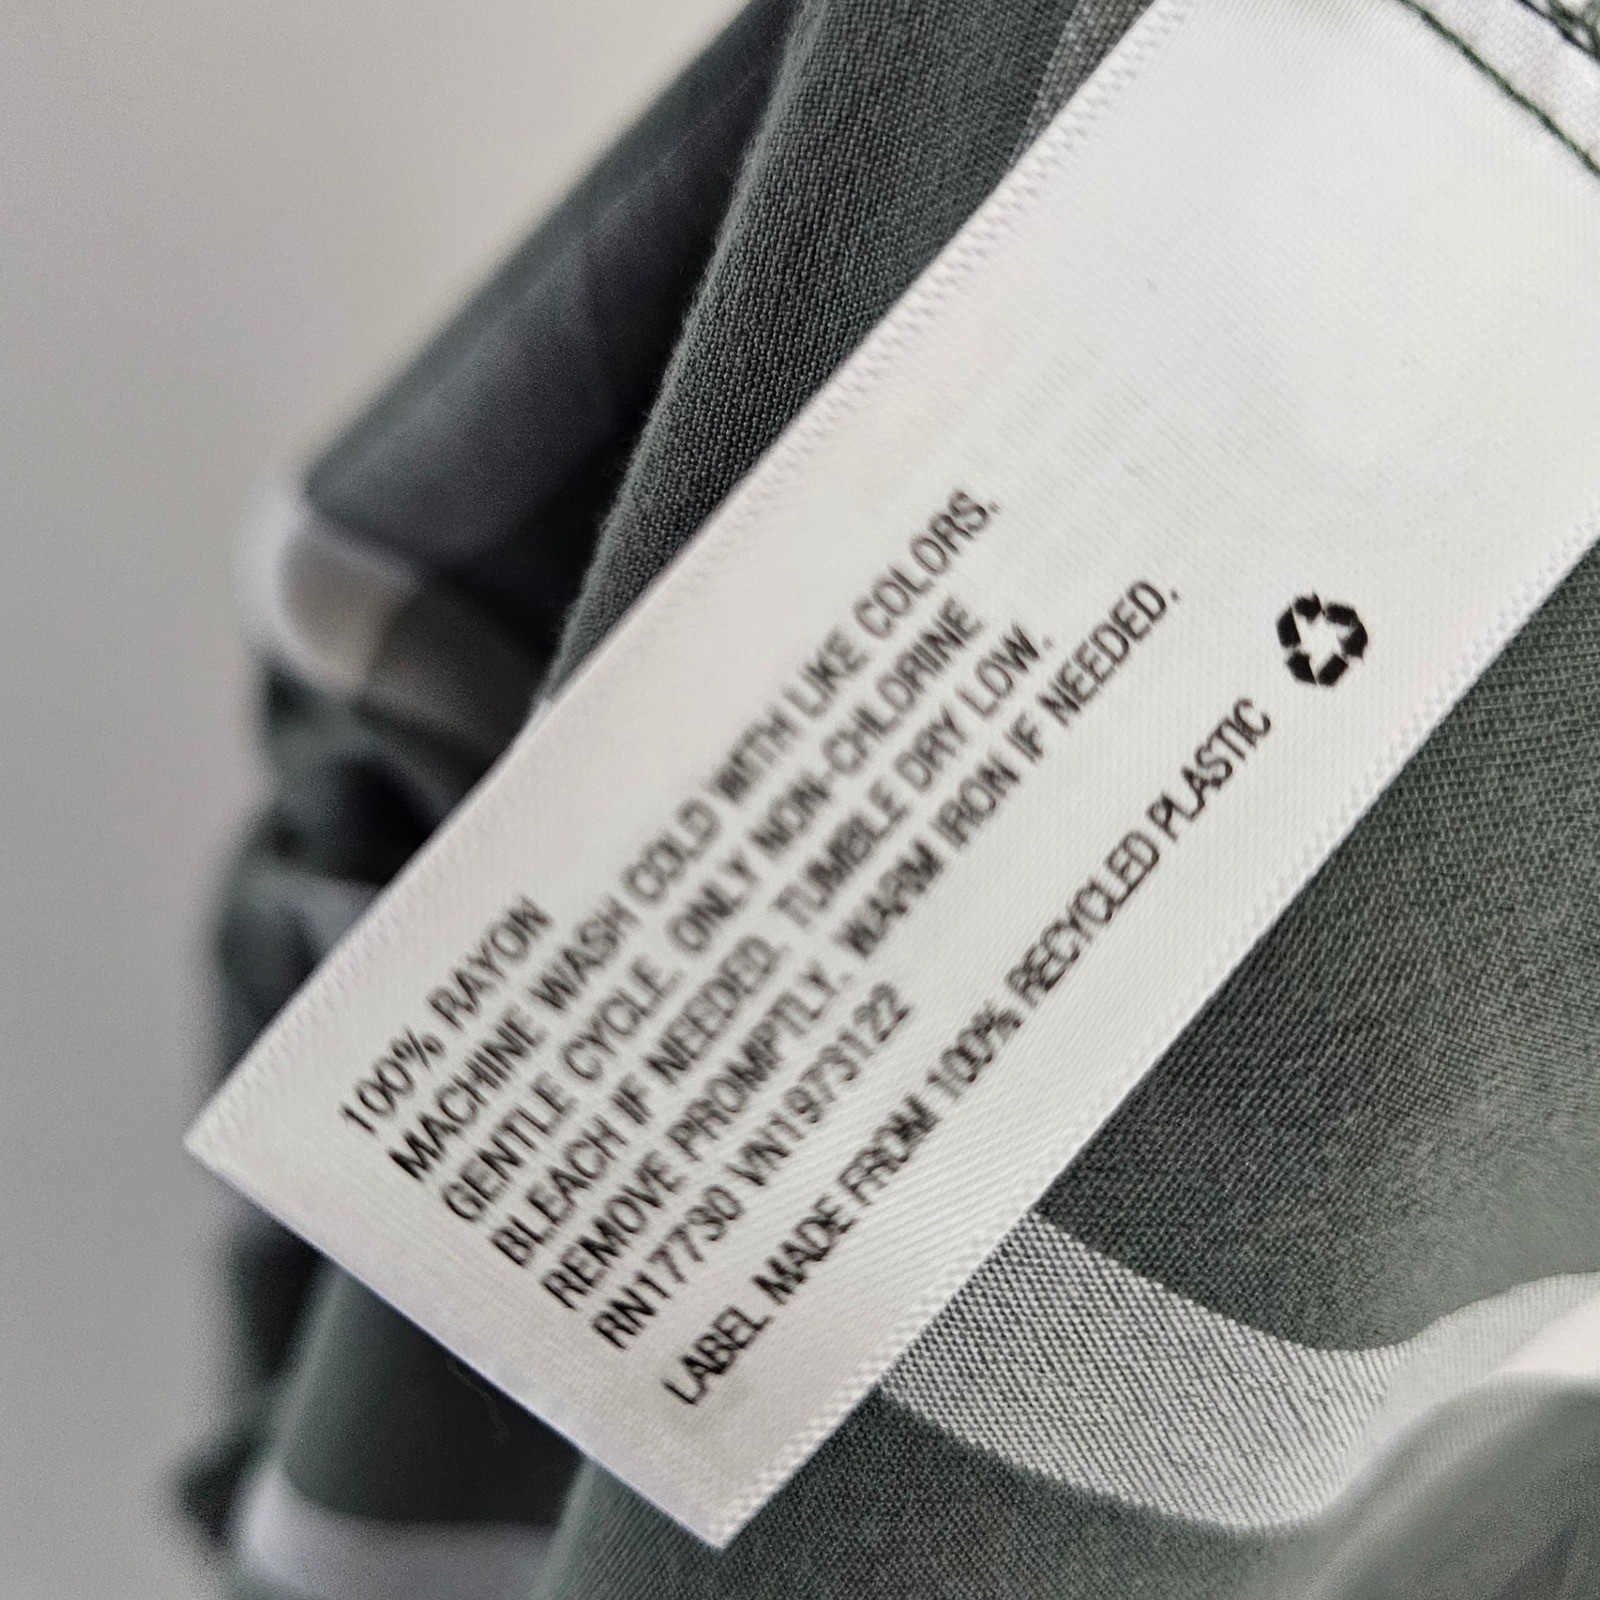 100% RAYON
MACHINE WASH COLD WITH LIKE COLORS.
GENTLE CYCLE. ONLY NON-CHLORINE
BLEACH IF NEEDED. TUMBLE DRY LOW.
REMOVE PROMPTLY. WARM IRON IF NEEDED.
RN17730 VN1973122
LABEL MADE FROM 100% RECYCLED PLASTIC